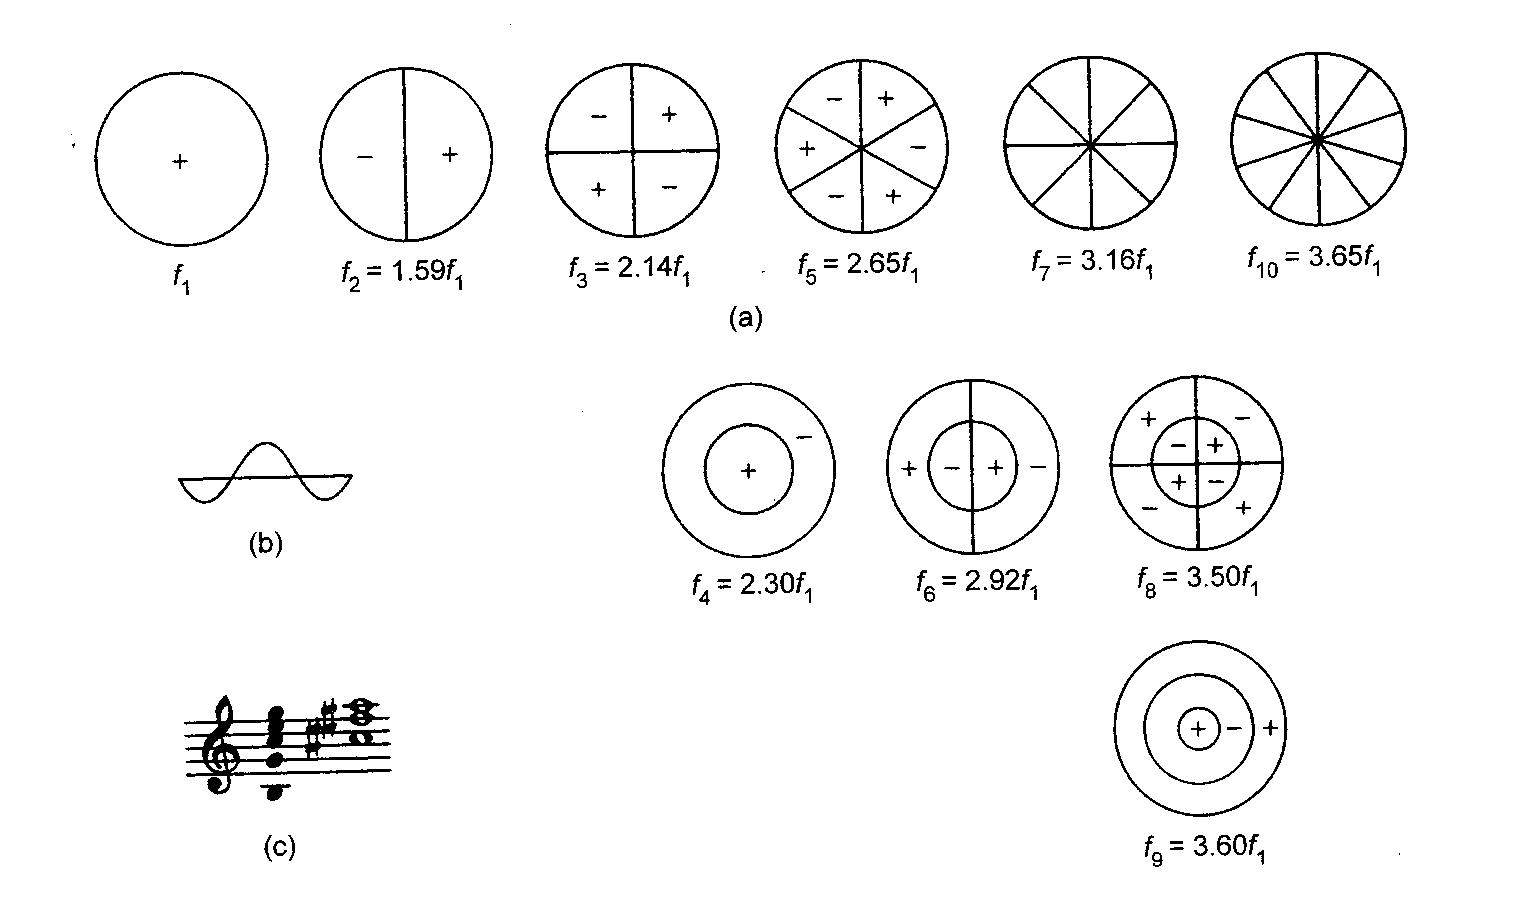 + − + − + + − − + + − − + +
f₁ f₂ = 1.59f₁ f₃ = 2.14f₁ f₅ = 2.65f₁ f₇ = 3.16f₁ f₁₀ = 3.65f₁
(a)
+ − + − + − + − − + + − − +
(b)
f₄ = 2.30f₁ f₆ = 2.92f₁ f₈ = 3.50f₁
+ − +
(c)
f₉ = 3.60f₁